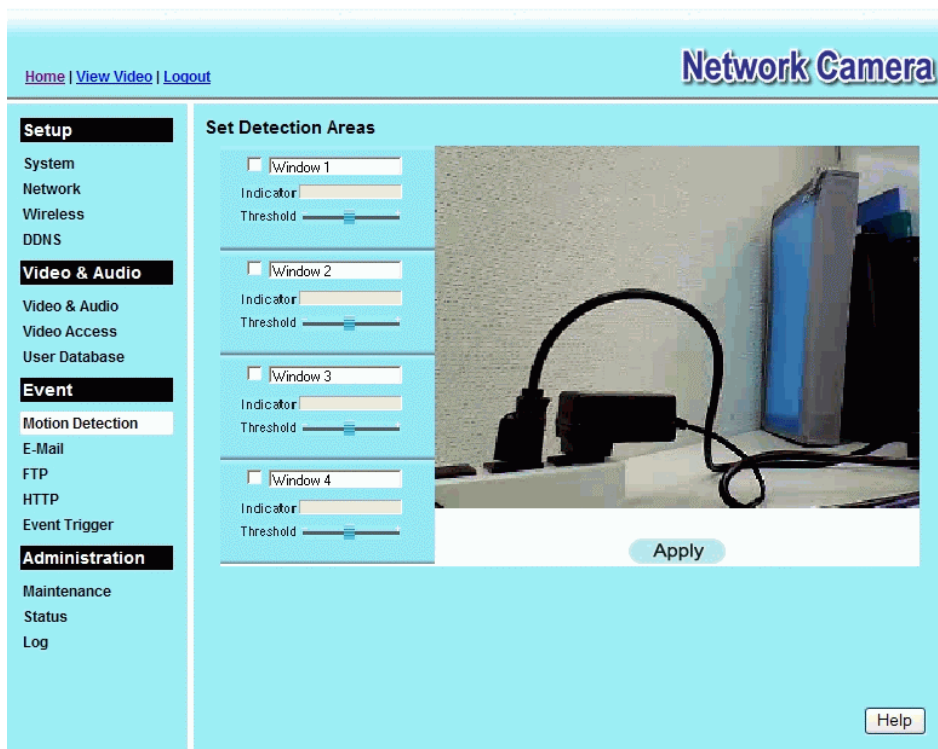 Home | View Video | Logout
Network Camera
Setup
System
Network
Wireless
DDNS
Video & Audio
Video & Audio
Video Access
User Database
Event
Motion Detection
E-Mail
FTP
HTTP
Event Trigger
Administration
Maintenance
Status
Log
Set Detection Areas
Window 1
Indicator
Threshold
Window 2
Indicator
Threshold
Window 3
Indicator
Threshold
Window 4
Indicator
Threshold
Apply
Help